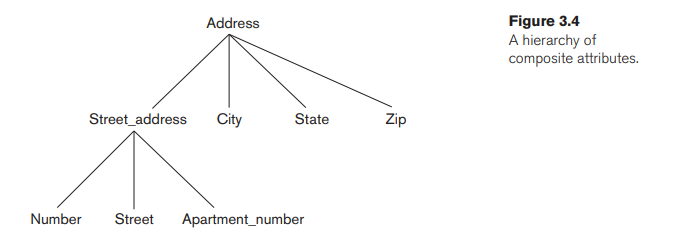 Address
Street_address City State Zip
Number Street Apartment_number
Figure 3.4
A hierarchy of
composite attributes.